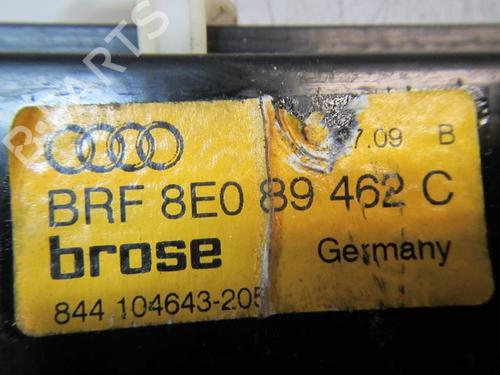 7.09 B
BRF 8E0 89 462 C
brose Germany
844 104643-205